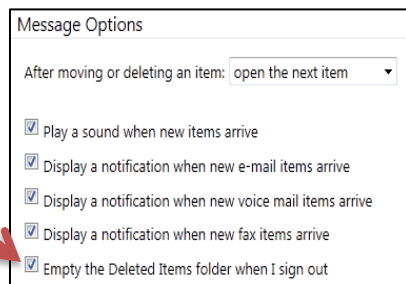 Message Options
After moving or deleting an item: open the next item
Play a sound when new items arrive
Display a notification when new e-mail items arrive
Display a notification when new voice mail items arrive
Display a notification when new fax items arrive
Empty the Deleted Items folder when I sign out